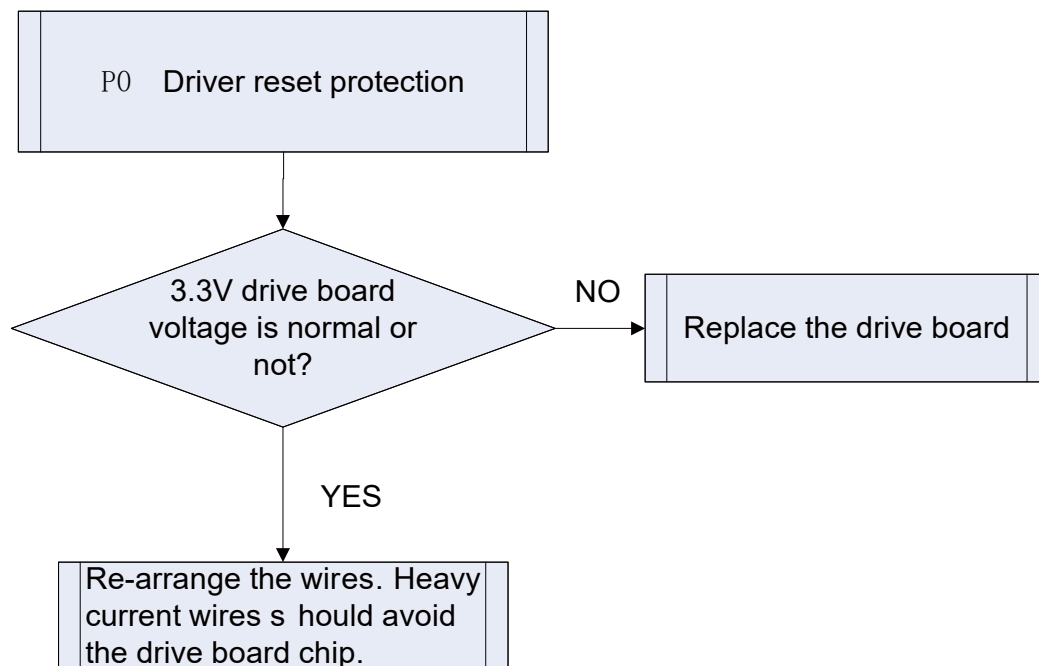 P0 Driver reset protection
3.3V drive board
voltage is normal or
not?
NO
Replace the drive board
YES
Re-arrange the wires. Heavy
current wires s hould avoid
the drive board chip.